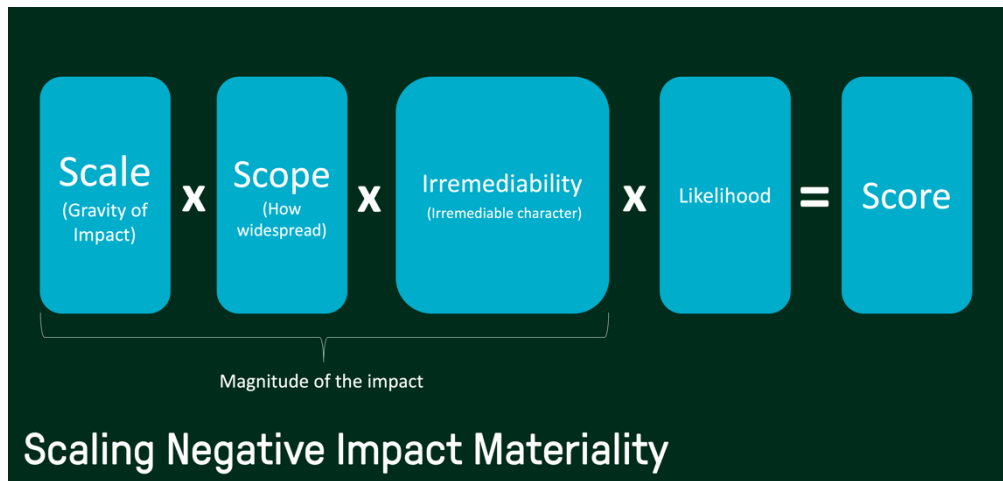 Scale
(Gravity of
Impact)
x
Scope
(How
widespread)
x
Irremediability
(Irremediable character)
x
Likelihood
=
Score
Magnitude of the impact
Scaling Negative Impact Materiality